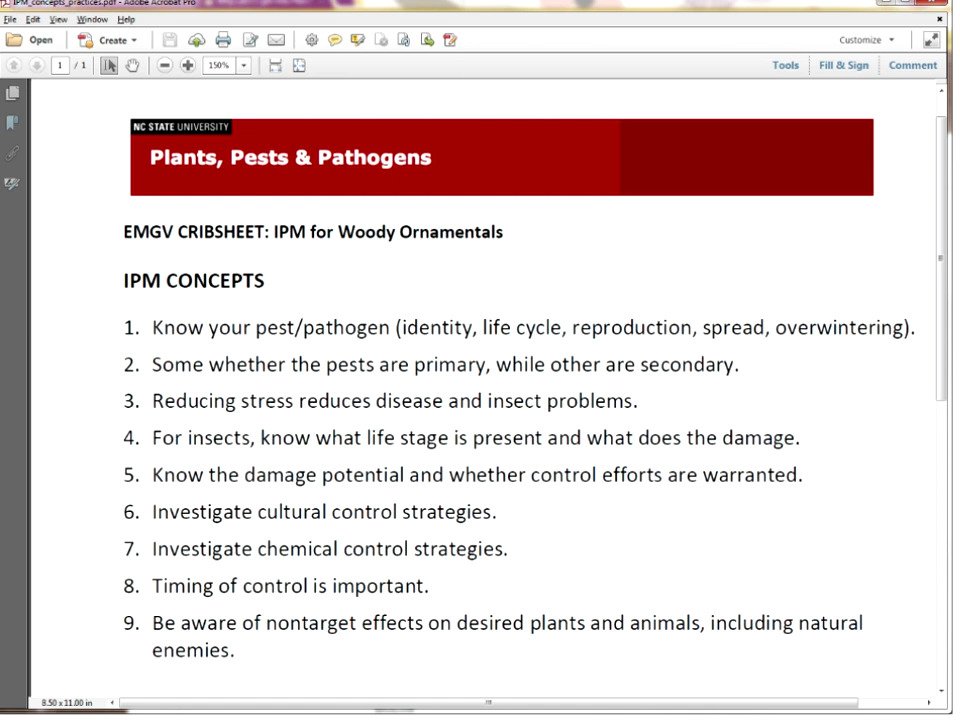 IPM_concepts_practices.pdf - Adobe Acrobat Pro
File Edit View Window Help
Open Create Customize
1 / 1 150% Tools Fill & Sign Comment
NC STATE UNIVERSITY
Plants, Pests & Pathogens
EMGV CRIBSHEET: IPM for Woody Ornamentals
IPM CONCEPTS
1. Know your pest/pathogen (identity, life cycle, reproduction, spread, overwintering).
2. Some whether the pests are primary, while other are secondary.
3. Reducing stress reduces disease and insect problems.
4. For insects, know what life stage is present and what does the damage.
5. Know the damage potential and whether control efforts are warranted.
6. Investigate cultural control strategies.
7. Investigate chemical control strategies.
8. Timing of control is important.
9. Be aware of nontarget effects on desired plants and animals, including natural
enemies.
8.50 x 11.00 in